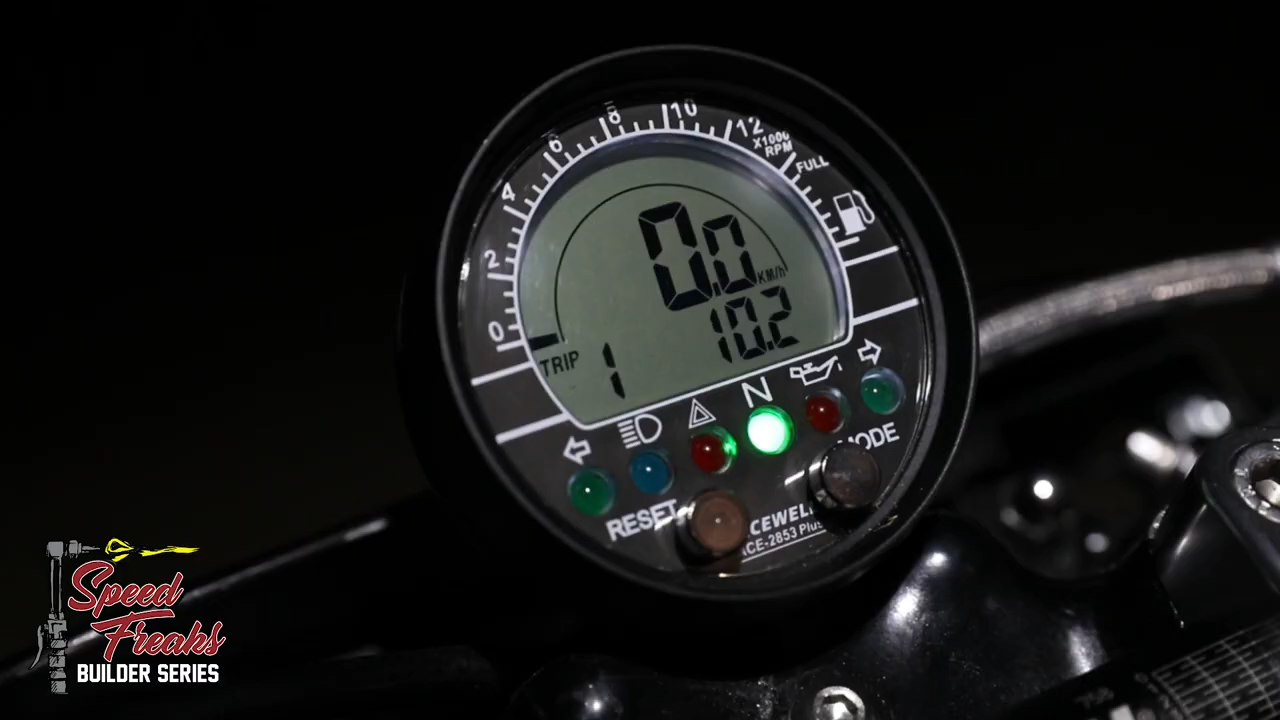 0 2 4 6 8 10 12
X1000
RPM
FULL
0.0 KM/h
TRIP 1 10.2
N
RESET
MODE
ACE-2853 Plus
Speed
Freaks
BUILDER SERIES